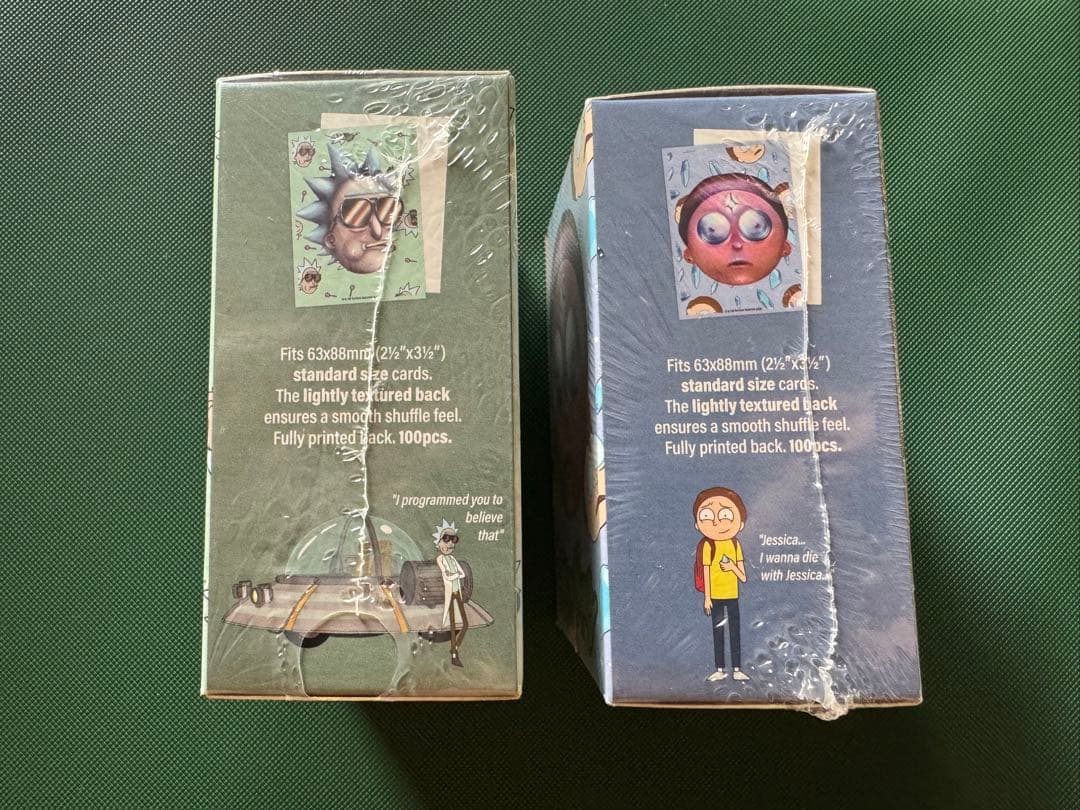 Fits 63x88mm (2½"x3½")
standard size cards.
The lightly textured back
ensures a smooth shuffle feel.
Fully printed back. 100pcs.
"I programmed you to
believe
that"
Fits 63x88mm (2½"x3½")
standard size cards.
The lightly textured back
ensures a smooth shuffle feel.
Fully printed back. 100pcs.
"Jessica...
I wanna die
with Jessica...